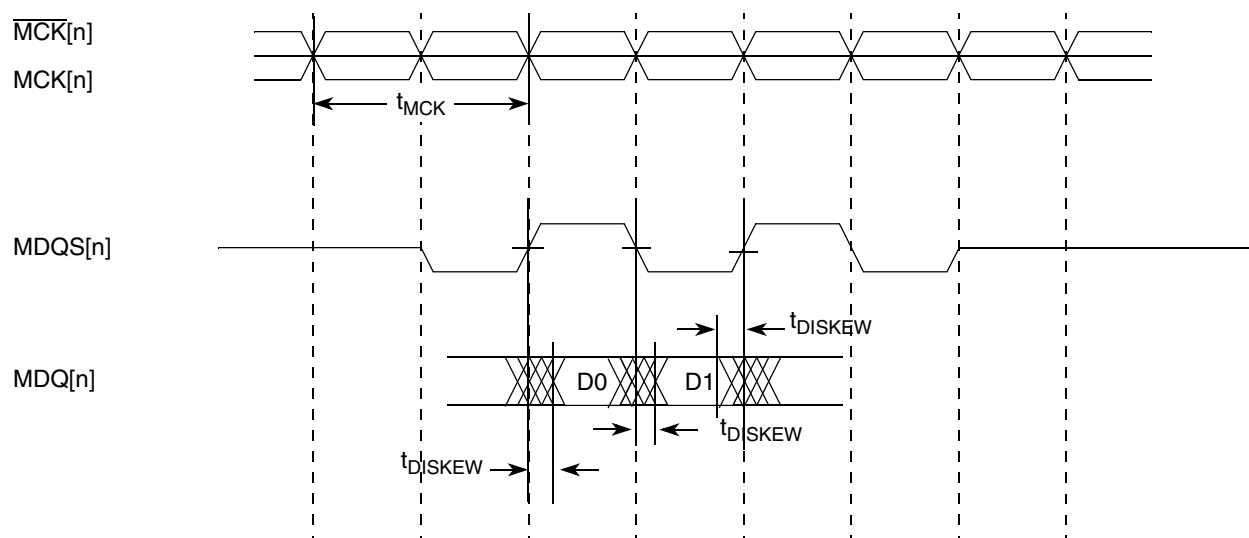 MCK[n]
MCK[n]
tMCK
MDQS[n]
tDISKEW
MDQ[n]
D0
D1
tDISKEW
tDISKEW